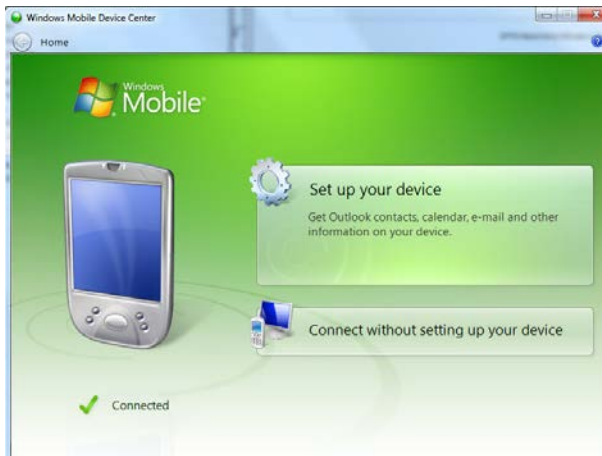 Windows Mobile Device Center
Home
Windows
Mobile
Set up your device
Get Outlook contacts, calendar, e-mail and other
information on your device.
Connect without setting up your device
Connected